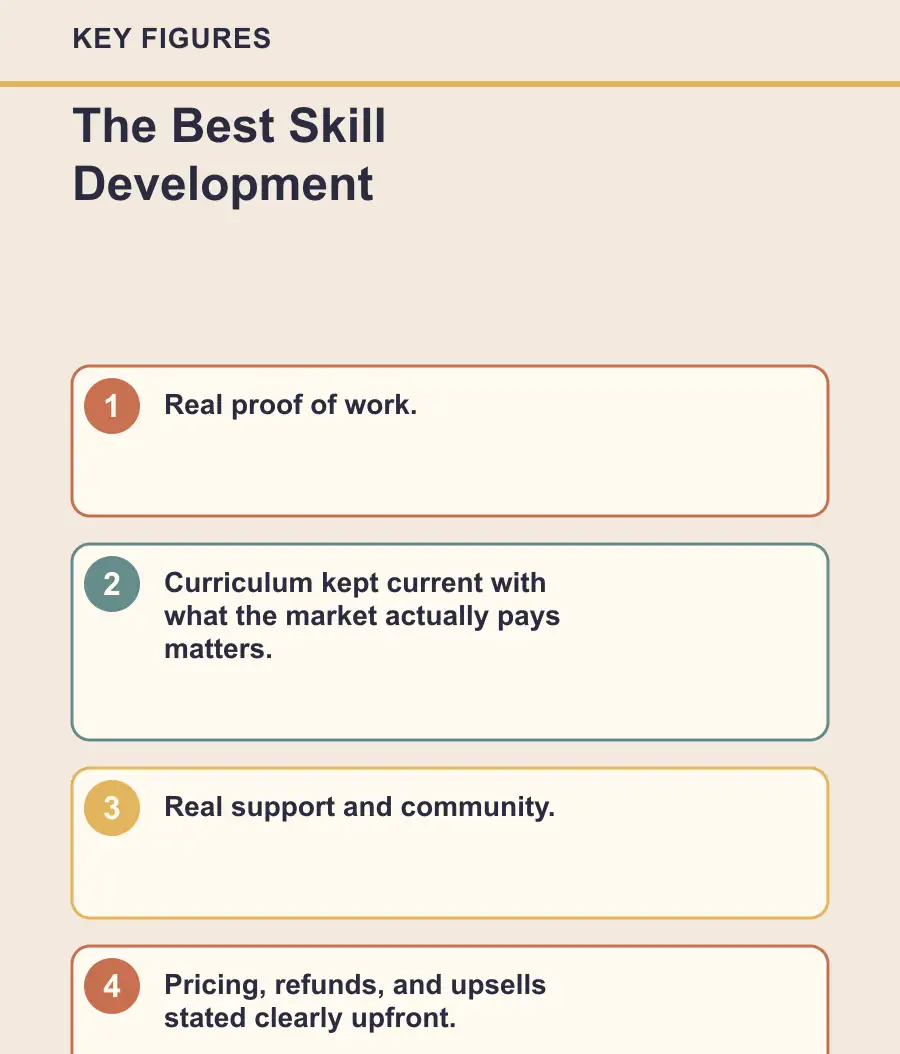 KEY FIGURES
The Best Skill
Development
1
Real proof of work.
2
Curriculum kept current with
what the market actually pays
matters.
3
Real support and community.
4
Pricing, refunds, and upsells
stated clearly upfront.